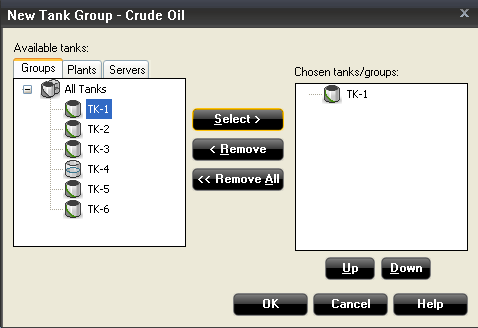 New Tank Group - Crude Oil
Available tanks:
Groups Plants Servers
All Tanks
TK-1
TK-2
TK-3
TK-4
TK-5
TK-6
Select >
< Remove
<< Remove All
Chosen tanks/groups:
TK-1
Up Down
OK Cancel Help